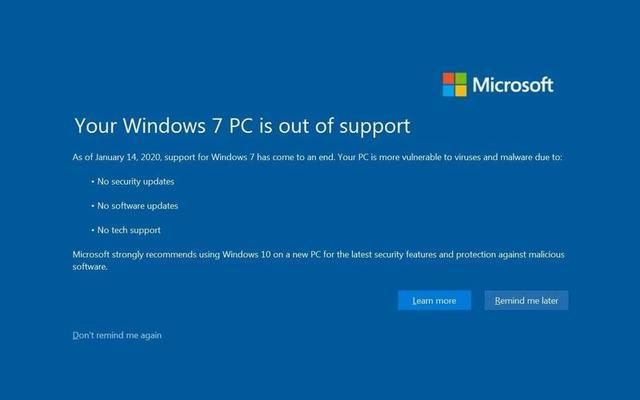 Microsoft
Your Windows 7 PC is out of support
As of January 14, 2020, support for Windows 7 has come to an end. Your PC is more vulnerable to viruses and malware due to:
• No security updates
• No software updates
• No tech support
Microsoft strongly recommends using Windows 10 on a new PC for the latest security features and protection against malicious
software.
Learn more
Remind me later
Don't remind me again